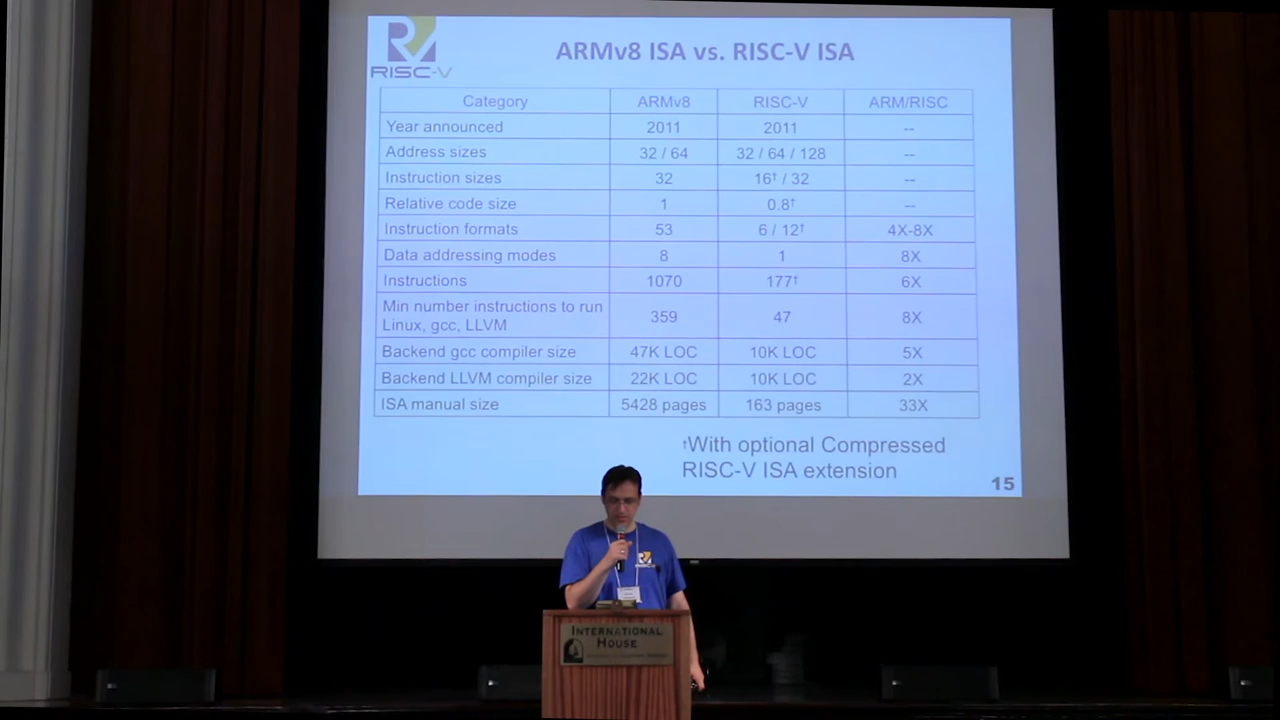 RISC-V
ARMv8 ISA vs. RISC-V ISA
Category ARMv8 RISC-V ARM/RISC
Year announced 2011 2011 --
Address sizes 32 / 64 32 / 64 / 128 --
Instruction sizes 32 16† / 32 --
Relative code size 1 0.8† --
Instruction formats 53 6 / 12† 4X-8X
Data addressing modes 8 1 8X
Instructions 1070 177† 6X
Min number instructions to run
Linux, gcc, LLVM 359 47 8X
Backend gcc compiler size 47K LOC 10K LOC 5X
Backend LLVM compiler size 22K LOC 10K LOC 2X
ISA manual size 5428 pages 163 pages 33X
†With optional Compressed
RISC-V ISA extension
15
INTERNATIONAL
HOUSE